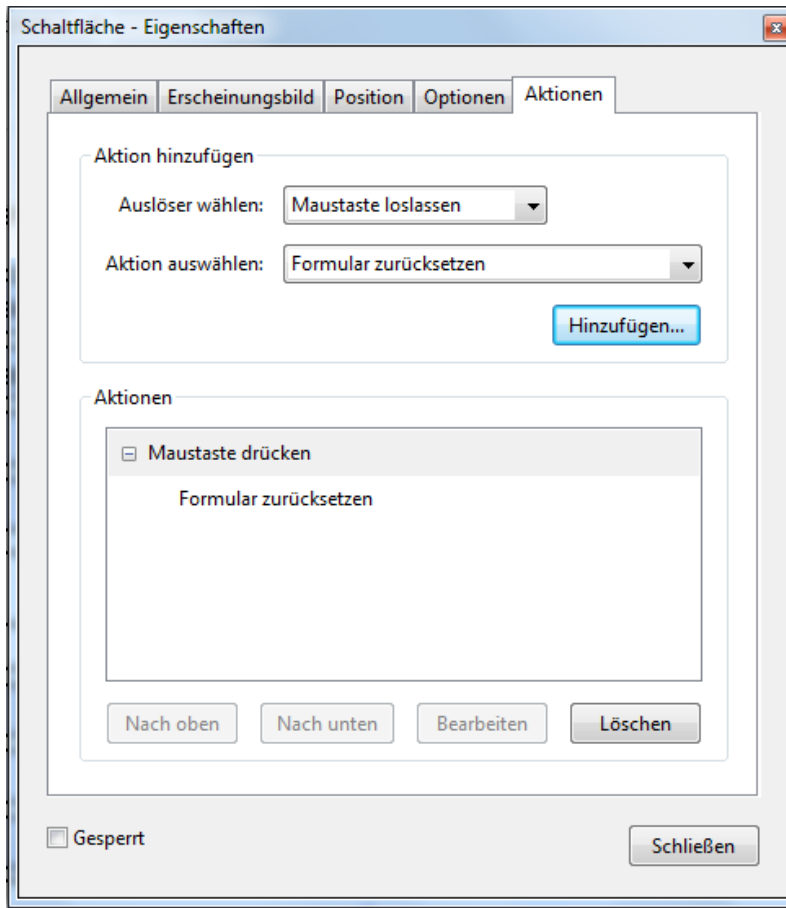 Schaltfläche - Eigenschaften
Allgemein Erscheinungsbild Position Optionen Aktionen
Aktion hinzufügen
Auslöser wählen: Maustaste loslassen
Aktion auswählen: Formular zurücksetzen
Hinzufügen...
Aktionen
Maustaste drücken
Formular zurücksetzen
Nach oben Nach unten Bearbeiten Löschen
Gesperrt
Schließen